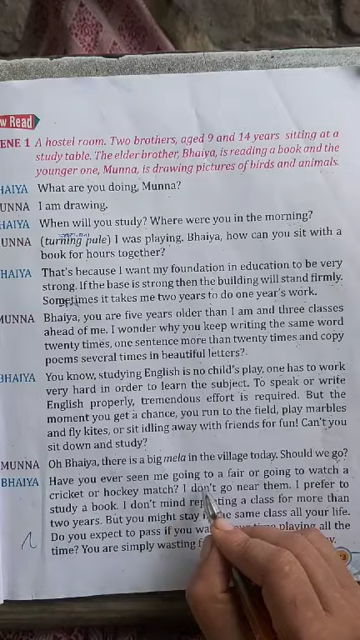 w Read
ENE 1 A hostel room. Two brothers, aged 9 and 14 years sitting at a
study table. The elder brother, Bhaiya, is reading a book and the
younger one, Munna, is drawing pictures of birds and animals.
HAIYA What are you doing, Munna?
UNNA I am drawing.
HAIYA When will you study? Where were you in the morning?
UNNA (turning pale) I was playing. Bhaiya, how can you sit with a
book for hours together?
HAIYA That's because I want my foundation in education to be very
strong. If the base is strong then the building will stand firmly.
Sometimes it takes me two years to do one year's work.
MUNNA Bhaiya, you are five years older than I am and three classes
ahead of me. I wonder why you keep writing the same word
twenty times, one sentence more than twenty times and copy
poems several times in beautiful letters?
BHAIYA You know, studying English is no child's play, one has to work
very hard in order to learn the subject. To speak or write
English properly, tremendous effort is required. But the
moment you get a chance, you run to the field, play marbles
and fly kites, or sit idling away with friends for fun! Can't you
sit down and study?
MUNNA Oh Bhaiya, there is a big mela in the village today. Should we go?
BHAIYA Have you ever seen me going to a fair or going to watch a
cricket or hockey match? I don't go near them. I prefer to
study a book. I don't mind repeating a class for more than
two years. But you might stay in the same class all your life.
Do you expect to pass if you playing all the
time? You are simply wasting